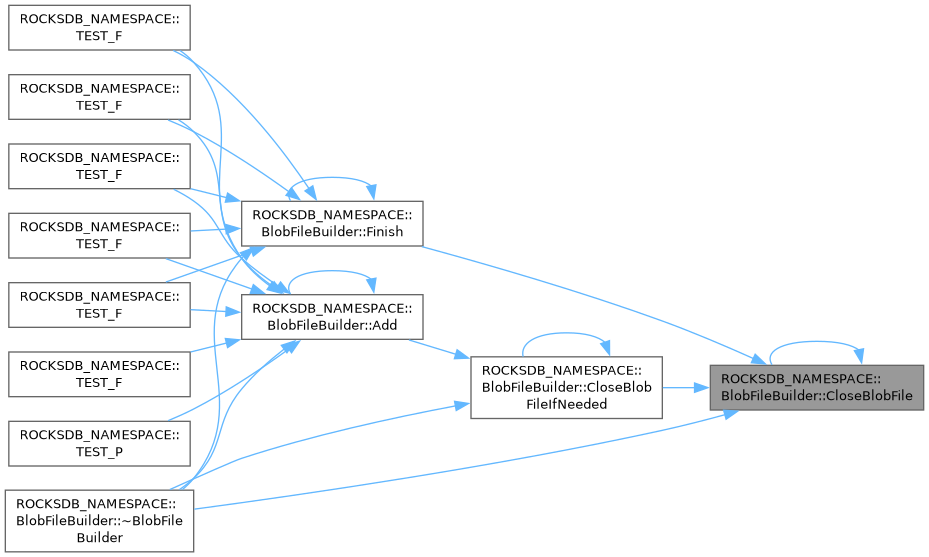 ROCKSDB_NAMESPACE::
TEST_F
ROCKSDB_NAMESPACE::
TEST_F
ROCKSDB_NAMESPACE::
TEST_F
ROCKSDB_NAMESPACE::
TEST_F
ROCKSDB_NAMESPACE::
TEST_F
ROCKSDB_NAMESPACE::
TEST_F
ROCKSDB_NAMESPACE::
TEST_P
ROCKSDB_NAMESPACE::
BlobFileBuilder::~BlobFile
Builder
ROCKSDB_NAMESPACE::
BlobFileBuilder::Finish
ROCKSDB_NAMESPACE::
BlobFileBuilder::Add
ROCKSDB_NAMESPACE::
BlobFileBuilder::CloseBlob
FileIfNeeded
ROCKSDB_NAMESPACE::
BlobFileBuilder::CloseBlobFile